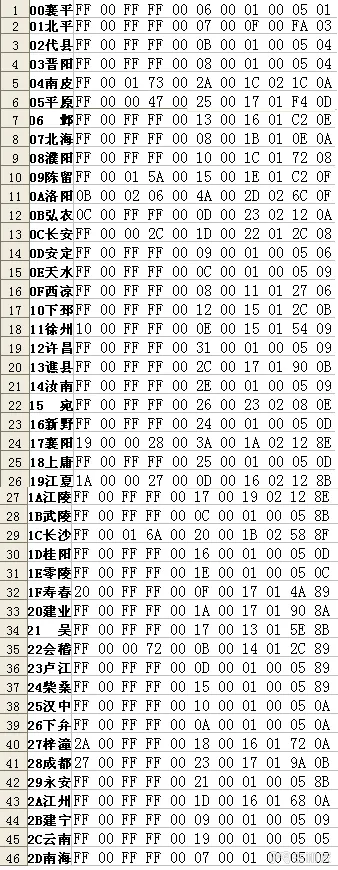 1 00襄平 FF 00 FF FF 00 06 00 01 00 05 01
2 01北平 FF 00 FF FF 00 07 00 0F 00 FA 03
3 02代县 FF 00 FF FF 00 0B 00 01 00 05 04
4 03晋阳 FF 00 FF FF 00 08 00 01 00 05 04
5 04南皮 FF 00 01 73 00 2A 00 1C 02 1C 0A
6 05平原 FF 00 00 47 00 25 00 17 01 F4 0D
7 06 鄴 FF 00 FF FF 00 13 00 16 01 C2 0E
8 07北海 FF 00 FF FF 00 08 00 1B 01 0E 0A
9 08濮阳 FF 00 FF FF 00 10 00 1C 01 72 08
10 09陈留 FF 00 01 5A 00 15 00 1E 01 C2 0F
11 0A洛阳 0B 00 02 06 00 4A 00 2D 02 6C 0F
12 0B弘农 0C 00 FF FF 00 0D 00 23 02 12 0A
13 0C长安 FF 00 00 2C 00 1D 00 22 01 2C 08
14 0D安定 FF 00 FF FF 00 09 00 01 00 05 06
15 0E天水 FF 00 FF FF 00 0C 00 01 00 05 09
16 0F西凉 FF 00 FF FF 00 08 00 11 01 27 06
17 10下邳 FF 00 FF FF 00 12 00 15 01 2C 0B
18 11徐州 10 00 FF FF 00 0E 00 15 01 54 09
19 12许昌 FF 00 FF FF 00 31 00 01 00 05 09
20 13谯县 FF 00 FF FF 00 2C 00 17 01 90 0B
21 14汝南 FF 00 FF FF 00 2E 00 01 00 05 09
22 15 宛 FF 00 FF FF 00 26 00 23 02 08 0E
23 16新野 FF 00 FF FF 00 24 00 01 00 05 0D
24 17襄阳 19 00 00 28 00 3A 00 1A 02 12 8E
25 18上庸 FF 00 FF FF 00 25 00 01 00 05 0D
26 19江夏 1A 00 00 27 00 0D 00 16 02 12 8B
27 1A江陵 FF 00 FF FF 00 17 00 19 02 12 8E
28 1B武陵 FF 00 FF FF 00 0C 00 01 00 05 8B
29 1C长沙 FF 00 01 6A 00 20 00 1B 02 58 8F
30 1D桂阳 FF 00 FF FF 00 16 00 01 00 05 0D
31 1E零陵 FF 00 FF FF 00 1E 00 01 00 05 0C
32 1F寿春 20 00 FF FF 00 0F 00 17 01 4A 89
33 20建业 FF 00 FF FF 00 1A 00 17 01 90 8A
34 21 吴 FF 00 FF FF 00 17 00 13 01 5E 8B
35 22会稽 FF 00 00 72 00 0B 00 14 01 2C 89
36 23卢江 FF 00 FF FF 00 0D 00 01 00 05 89
37 24柴桑 FF 00 FF FF 00 15 00 01 00 05 89
38 25汉中 FF 00 FF FF 00 10 00 01 00 05 0A
39 26下弁 FF 00 FF FF 00 0A 00 01 00 05 0A
40 27梓潼 2A 00 FF FF 00 18 00 16 01 72 0A
41 28成都 27 00 FF FF 00 23 00 17 01 9A 0B
42 29永安 FF 00 FF FF 00 21 00 01 00 05 8B
43 2A江州 FF 00 FF FF 00 1D 00 16 01 68 0A
44 2B建宁 FF 00 FF FF 00 09 00 01 00 05 09
45 2C云南 FF 00 FF FF 00 19 00 01 00 05 05
46 2D南海 FF 00 FF FF 00 07 00 01 00 05 02